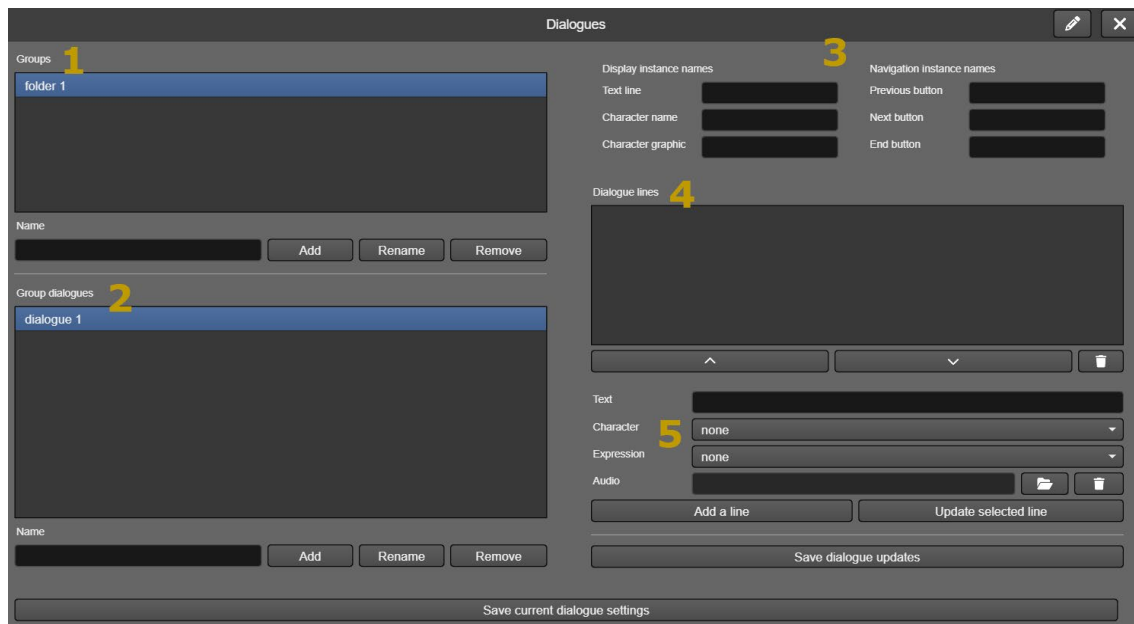 Dialogues
Groups 1
folder 1
Name
Add Rename Remove
Group dialogues 2
dialogue 1
Name
Add Rename Remove
3
Display instance names Navigation instance names
Text line Previous button
Character name Next button
Character graphic End button
Dialogue lines 4
Text
Character none
5
Expression none
Audio
Add a line Update selected line
Save dialogue updates
Save current dialogue settings